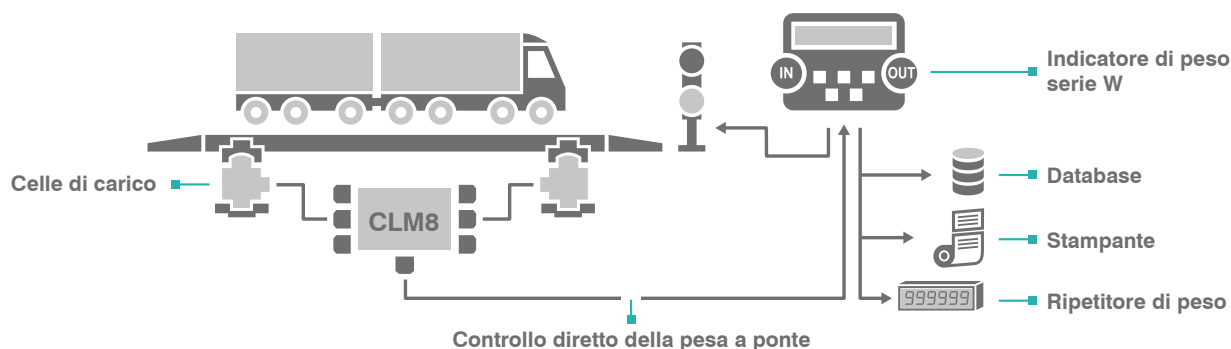 IN
OUT
Indicatore di peso
serie W
Celle di carico
CLM8
Database
Stampante
999999
Ripetitore di peso
Controllo diretto della pesa a ponte